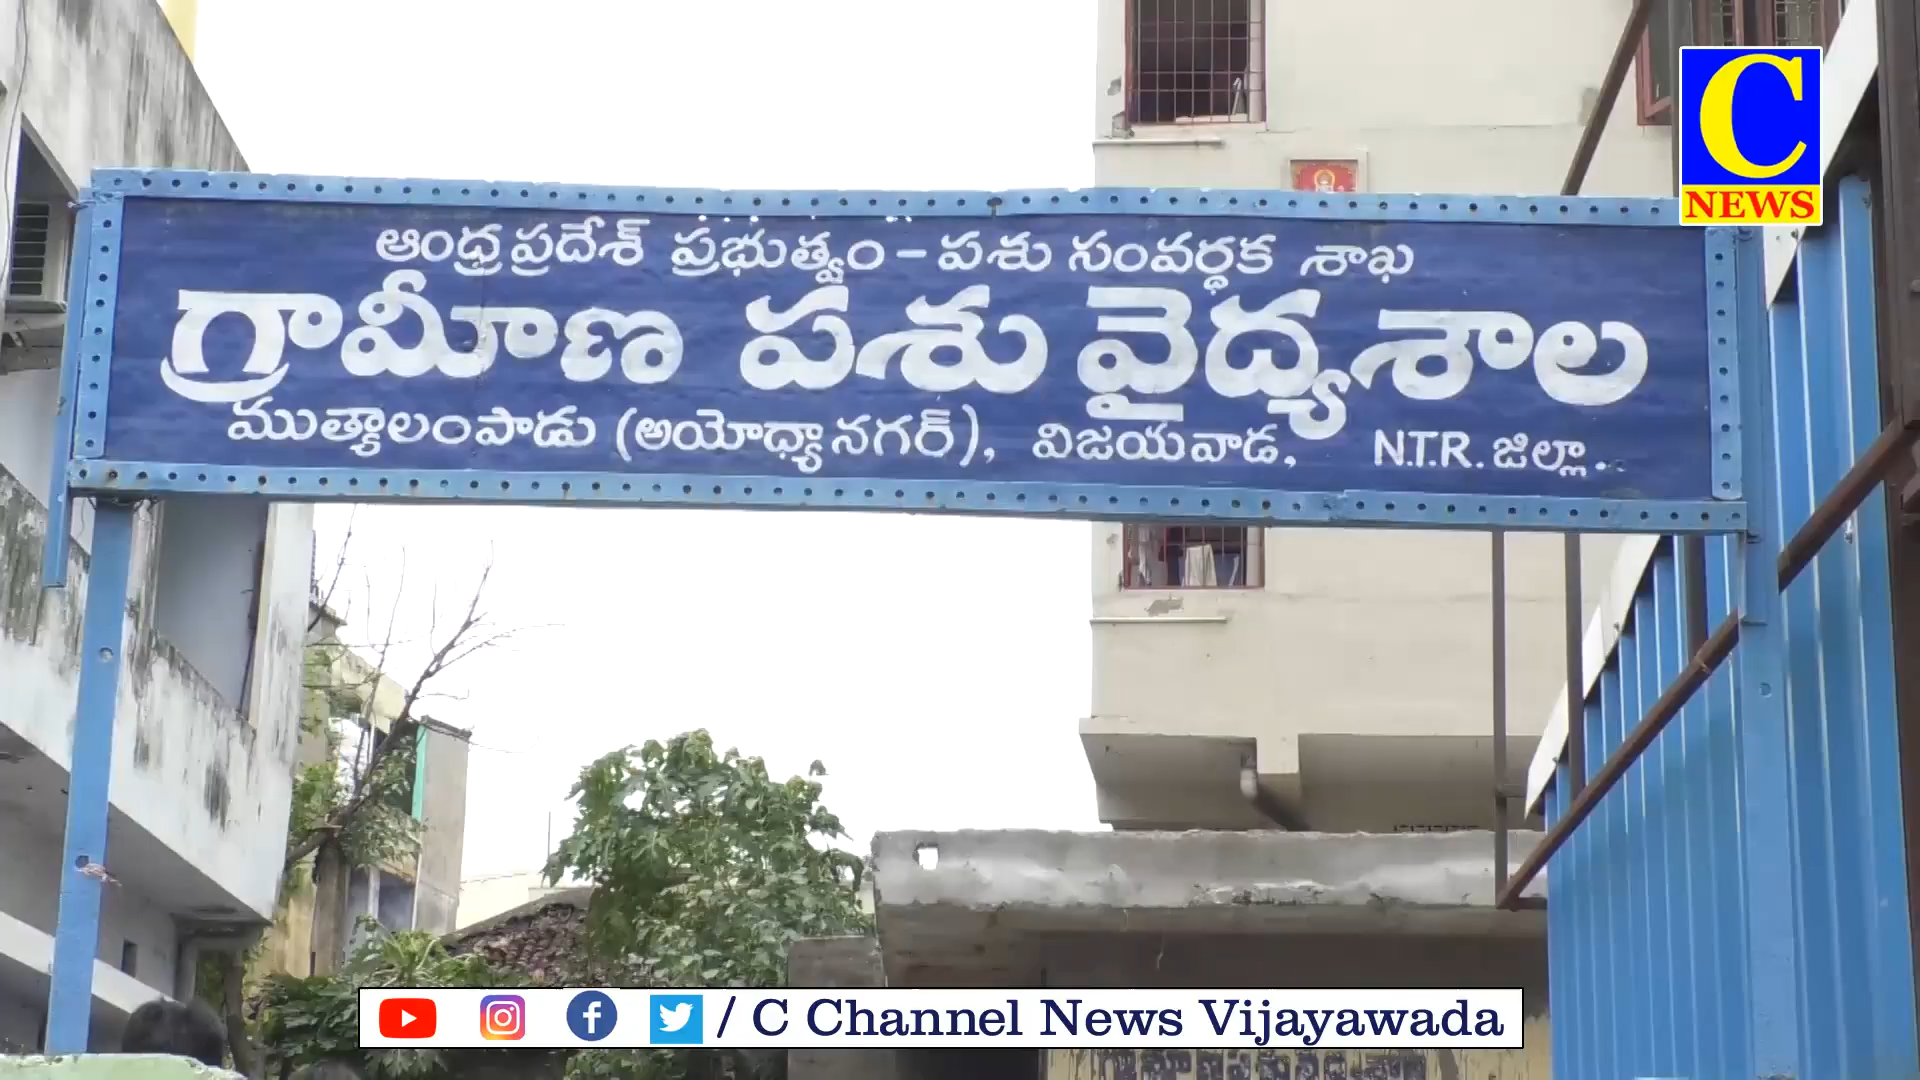 C
NEWS
ఆంధ్రప్రదేశ్ ప్రభుత్వం - పశు సంవర్ధక శాఖ
గ్రామీణ పశు వైద్యశాల
ముత్యాలంపాడు (అయోధ్యానగర్), విజయవాడ, N.T.R. జిల్లా..
/ C Channel News Vijayawada